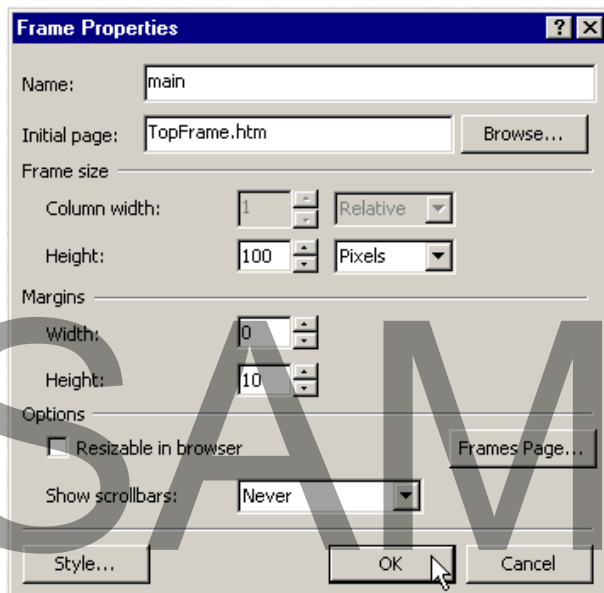 Frame Properties
Name: main
Initial page: TopFrame.htm Browse...
Frame size
Column width: 1 Relative
Height: 100 Pixels
Margins
Width: 0
Height: 10
Options
Resizable in browser Frames Page...
Show scrollbars: Never
Style... OK Cancel
SAM